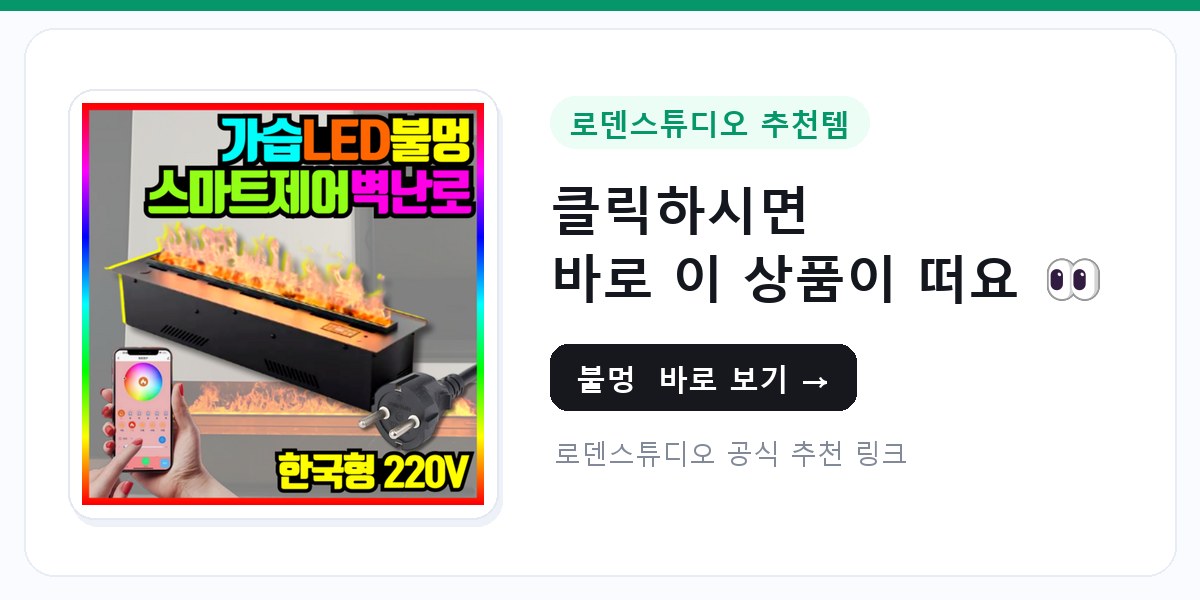 가습LED불멍
스마트제어벽난로
한국형 220V
로덴스튜디오 추천템
클릭하시면
바로 이 상품이 떠요 👀
불멍 바로 보기 →
로덴스튜디오 공식 추천 링크